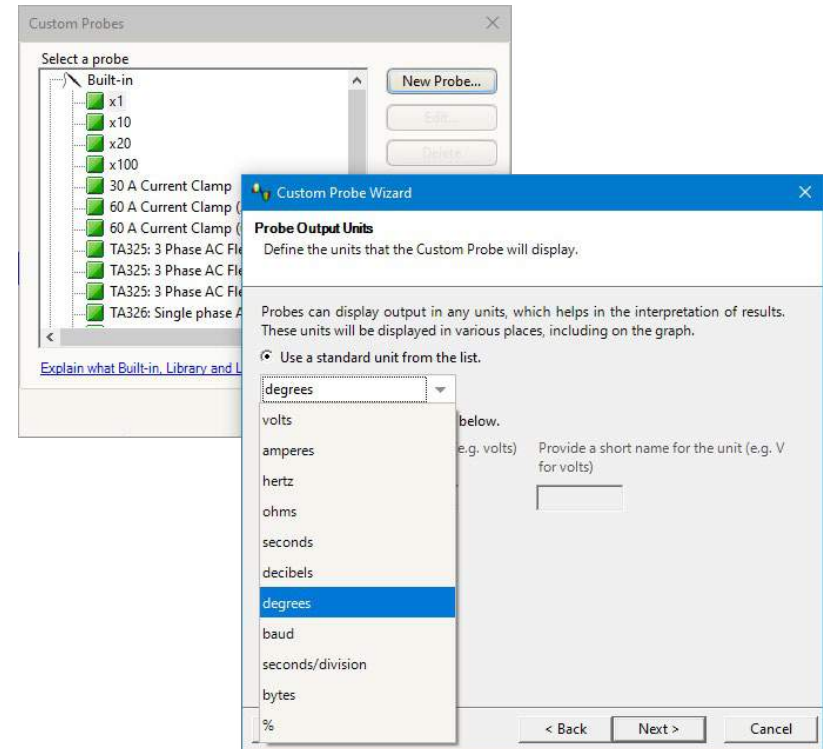 Custom Probes
Select a probe
Built-in
x1
x10
x20
x100
30 A Current Clamp
60 A Current Clamp (
60 A Current Clamp (
TA325: 3 Phase AC Fle
TA325: 3 Phase AC Fle
TA325: 3 Phase AC Fle
TA326: Single phase A
Explain what Built-in, Library and L
New Probe...
Edit...
Delete
Custom Probe Wizard
Probe Output Units
Define the units that the Custom Probe will display.
Probes can display output in any units, which helps in the interpretation of results.
These units will be displayed in various places, including on the graph.
Use a standard unit from the list.
degrees
volts
amperes
hertz
ohms
seconds
decibels
degrees
baud
seconds/division
bytes
%
below.
e.g. volts)
Provide a short name for the unit (e.g. V
for volts)
< Back
Next >
Cancel